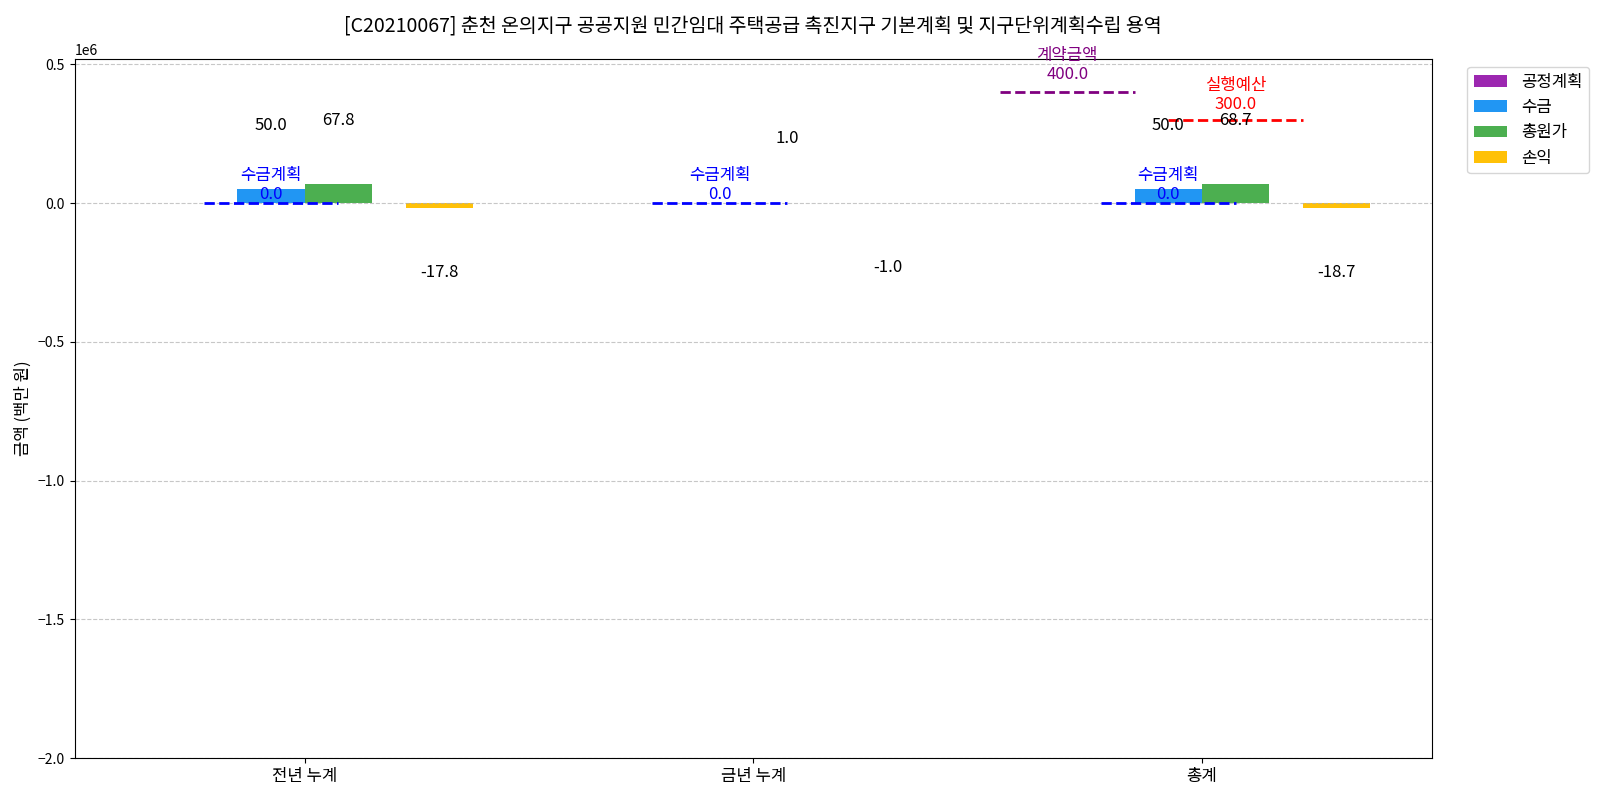 [C20210067] 춘천 온의지구 공공지원 민간임대 주택공급 촉진지구 기본계획 및 지구단위계획수립 용역
1e6
0.5
0.0
−0.5
−1.0
−1.5
−2.0
금액 (백만 원)
50.0
67.8
수금계획
0.0
-17.8
1.0
수금계획
0.0
-1.0
계약금액
400.0
실행예산
300.0
50.0
68.7
수금계획
0.0
-18.7
전년 누계
금년 누계
총계
공정계획
수금
총원가
손익